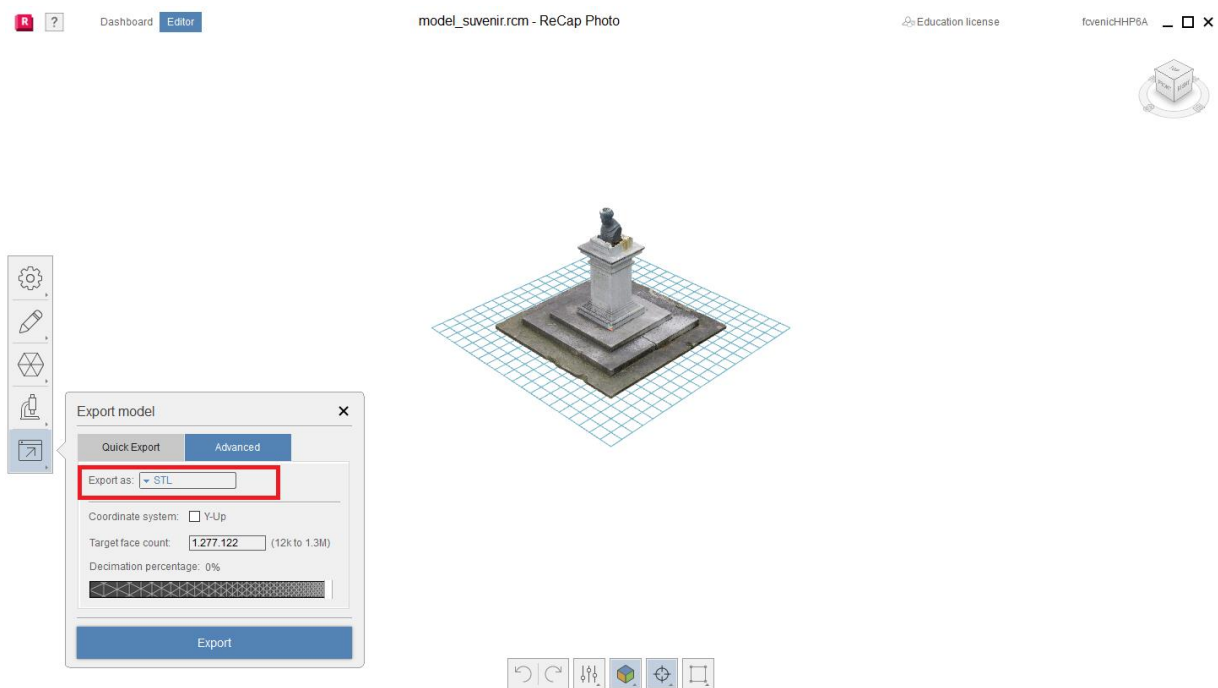 R ? Dashboard Editor model_suvenir.rcm - ReCap Photo Education license fcvenicHHP6A
Export model
Quick Export Advanced
Export as: STL
Coordinate system: Y-Up
Target face count: 1.277.122 (12k to 1.3M)
Decimation percentage: 0%
Export